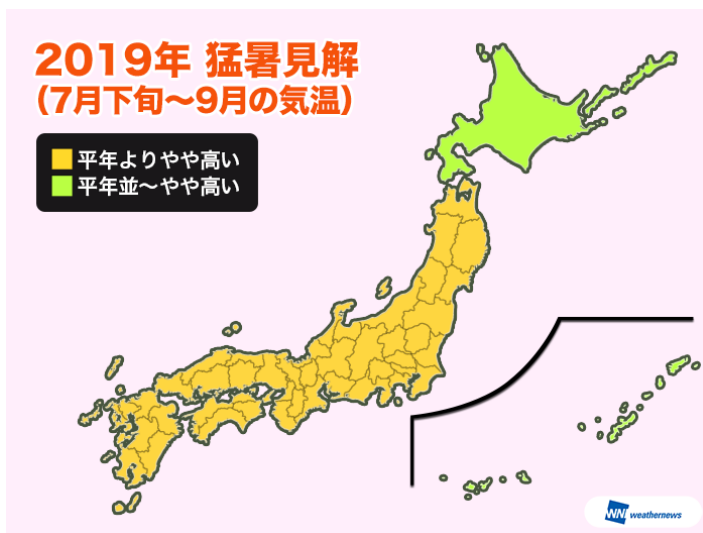 2019年 猛暑見解
(7月下旬～9月の気温)
平年よりやや高い
平年並～やや高い
WNI weathernews